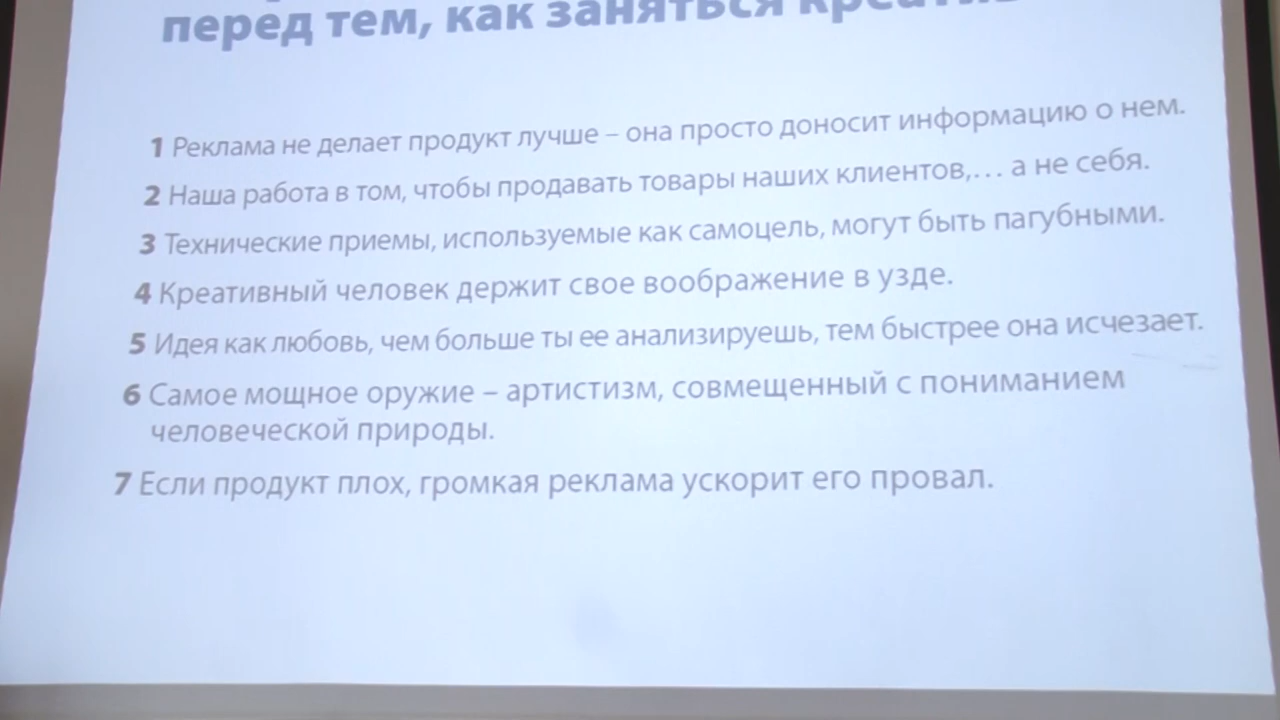 перед тем, как заняться
1 Реклама не делает продукт лучше – она просто доносит информацию о нем.
2 Наша работа в том, чтобы продавать товары наших клиентов,… а не себя.
3 Технические приемы, используемые как самоцель, могут быть пагубными.
4 Креативный человек держит свое воображение в узде.
5 Идея как любовь, чем больше ты ее анализируешь, тем быстрее она исчезает.
6 Самое мощное оружие – артистизм, совмещенный с пониманием
человеческой природы.
7 Если продукт плох, громкая реклама ускорит его провал.